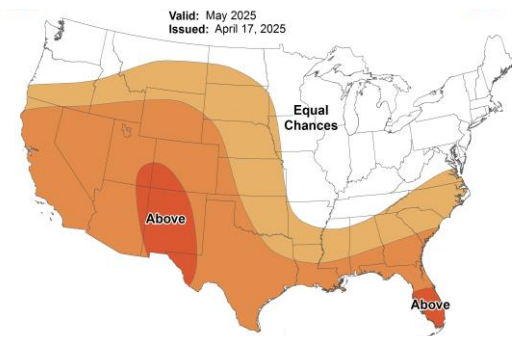 Valid: May 2025
Issued: April 17, 2025
Equal
Chances
Above
Above